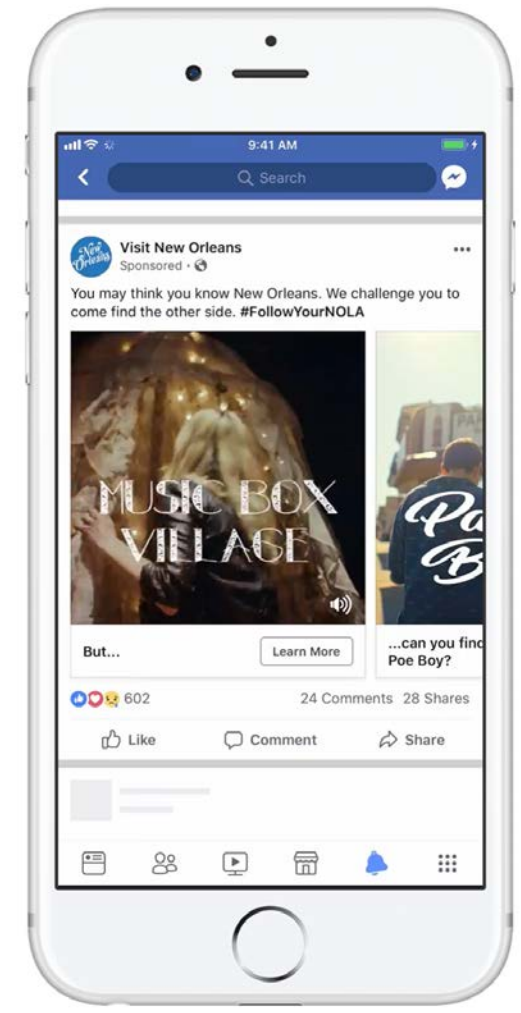 9:41 AM
Search
New Orleans
Visit New Orleans
Sponsored
You may think you know New Orleans. We challenge you to
come find the other side. #FollowYourNOLA
MUSIC BOX
VILLAGE
But...
Learn More
...can you find
Poe Boy?
602
24 Comments 28 Shares
Like
Comment
Share